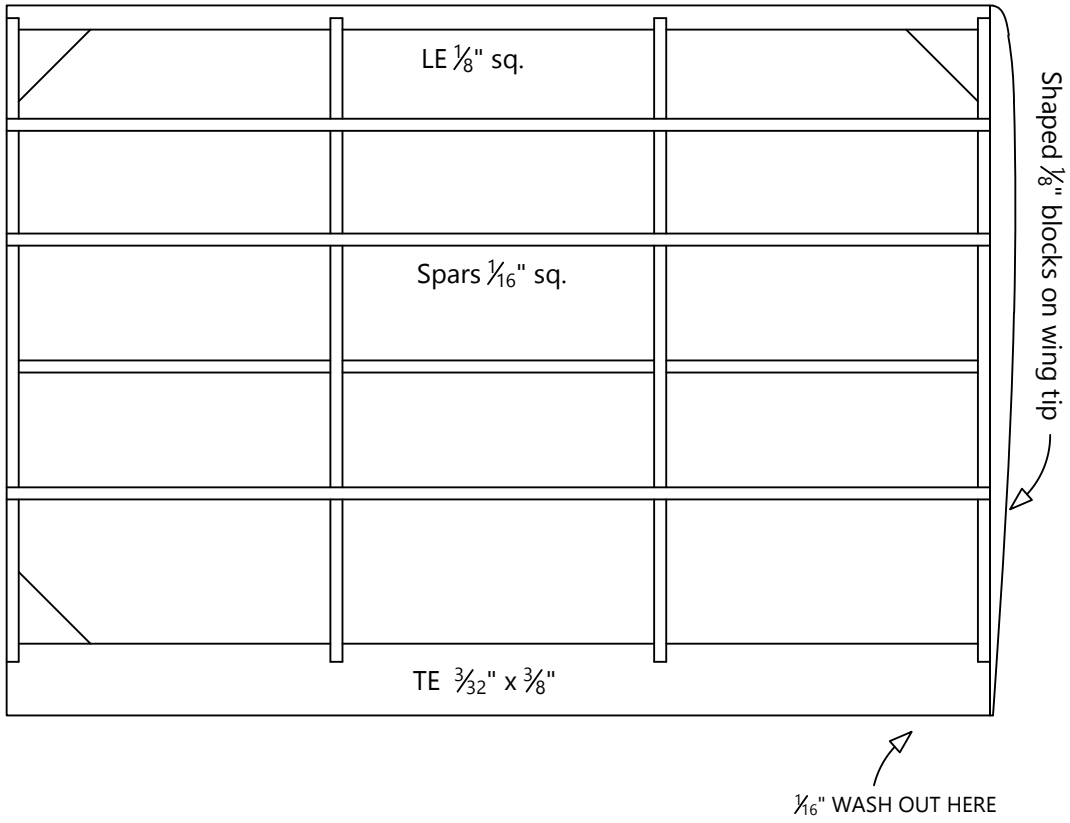 LE ⅛" sq.
Shaped ⅛" blocks on wing tip
Spars 1⁄16" sq.
TE 3⁄32" x ⅜"
1⁄16" WASH OUT HERE